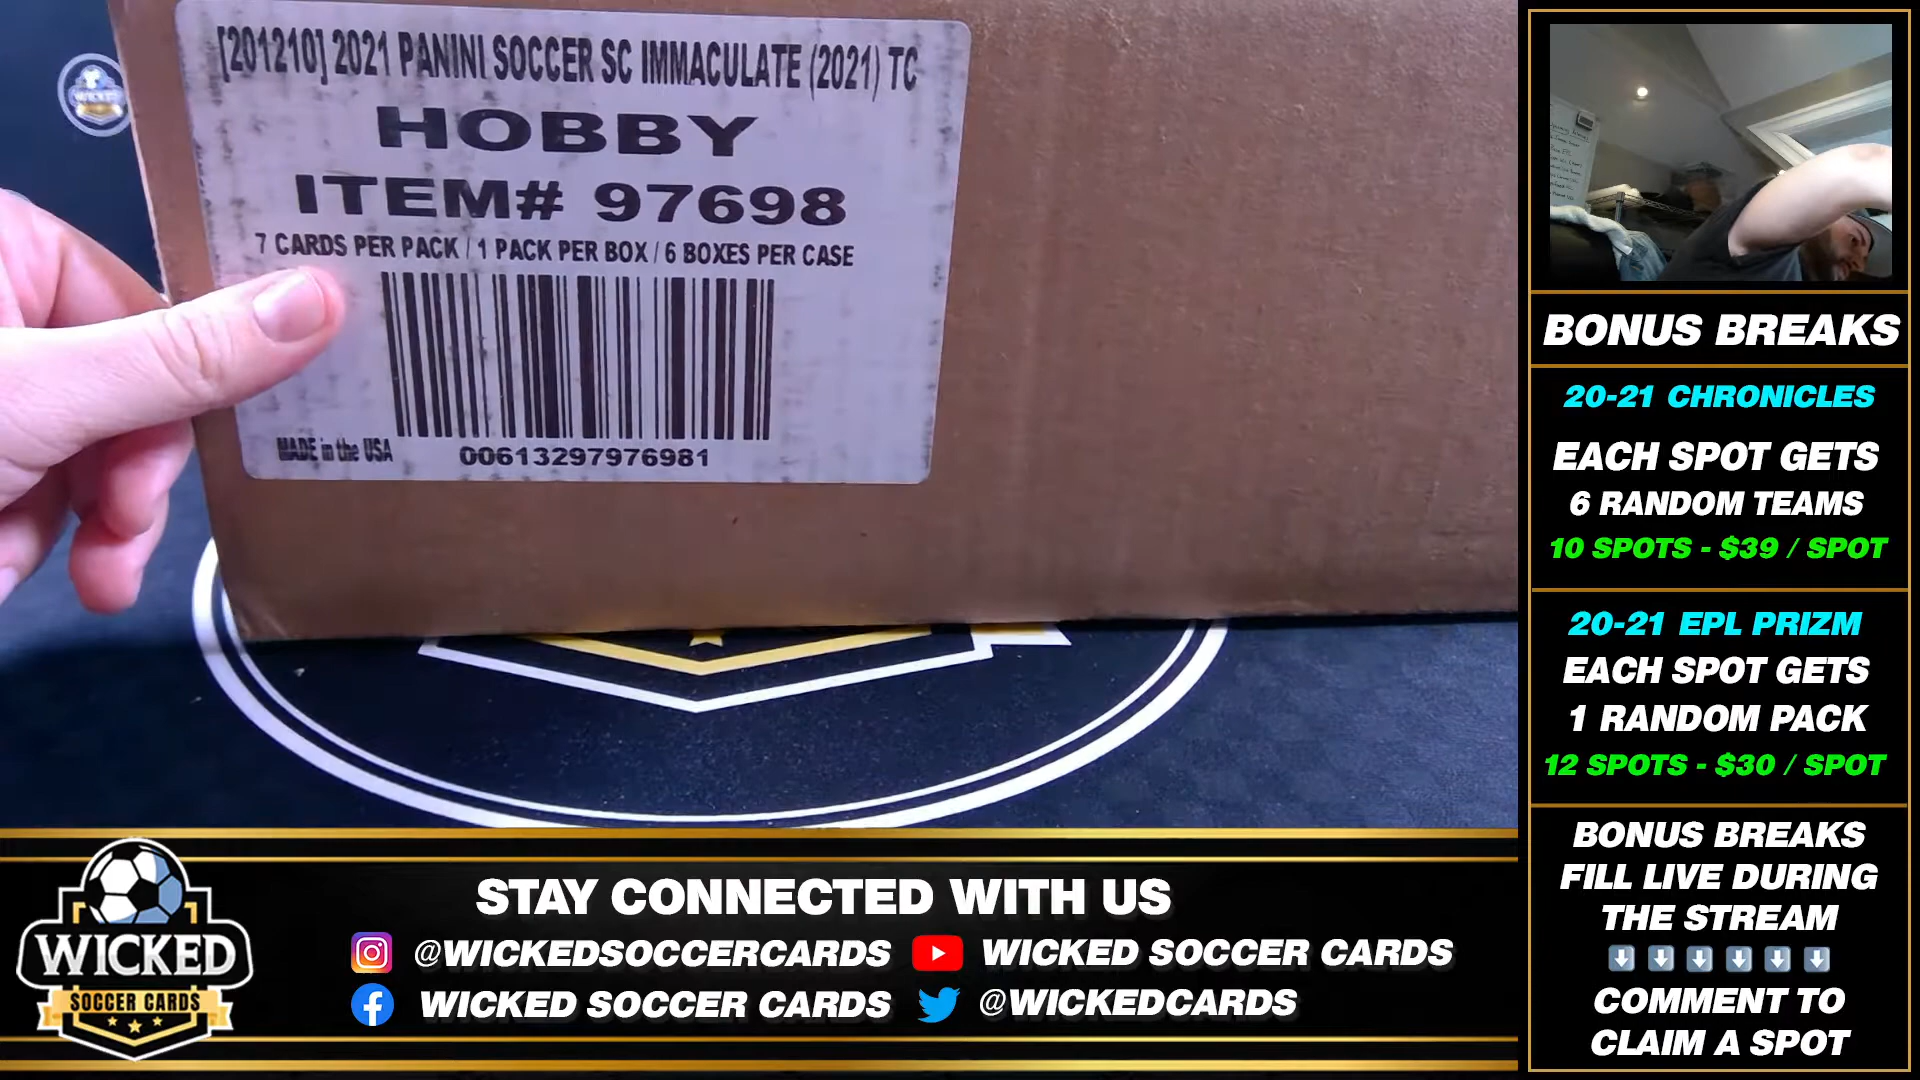 [201210] 2021 PANINI SOCCER SC IMMACULATE (2021) TC
HOBBY
ITEM# 97698
7 CARDS PER PACK / 1 PACK PER BOX / 6 BOXES PER CASE
MADE in the USA
00613297976981
WICKED
BONUS BREAKS
20-21 CHRONICLES
EACH SPOT GETS
6 RANDOM TEAMS
10 SPOTS - $39 / SPOT
20-21 EPL PRIZM
EACH SPOT GETS
1 RANDOM PACK
12 SPOTS - $30 / SPOT
BONUS BREAKS
FILL LIVE DURING
THE STREAM
COMMENT TO
CLAIM A SPOT
WICKED
SOCCER CARDS
STAY CONNECTED WITH US
@WICKEDSOCCERCARDS
WICKED SOCCER CARDS
WICKED SOCCER CARDS
@WICKEDCARDS